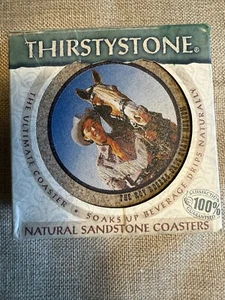 THIRSTYSTONE®
THE ULTIMATE COASTER • SOAKS UP BEVERAGE DRIPS NATURALLY
100%
NATURAL SANDSTONE COASTERS